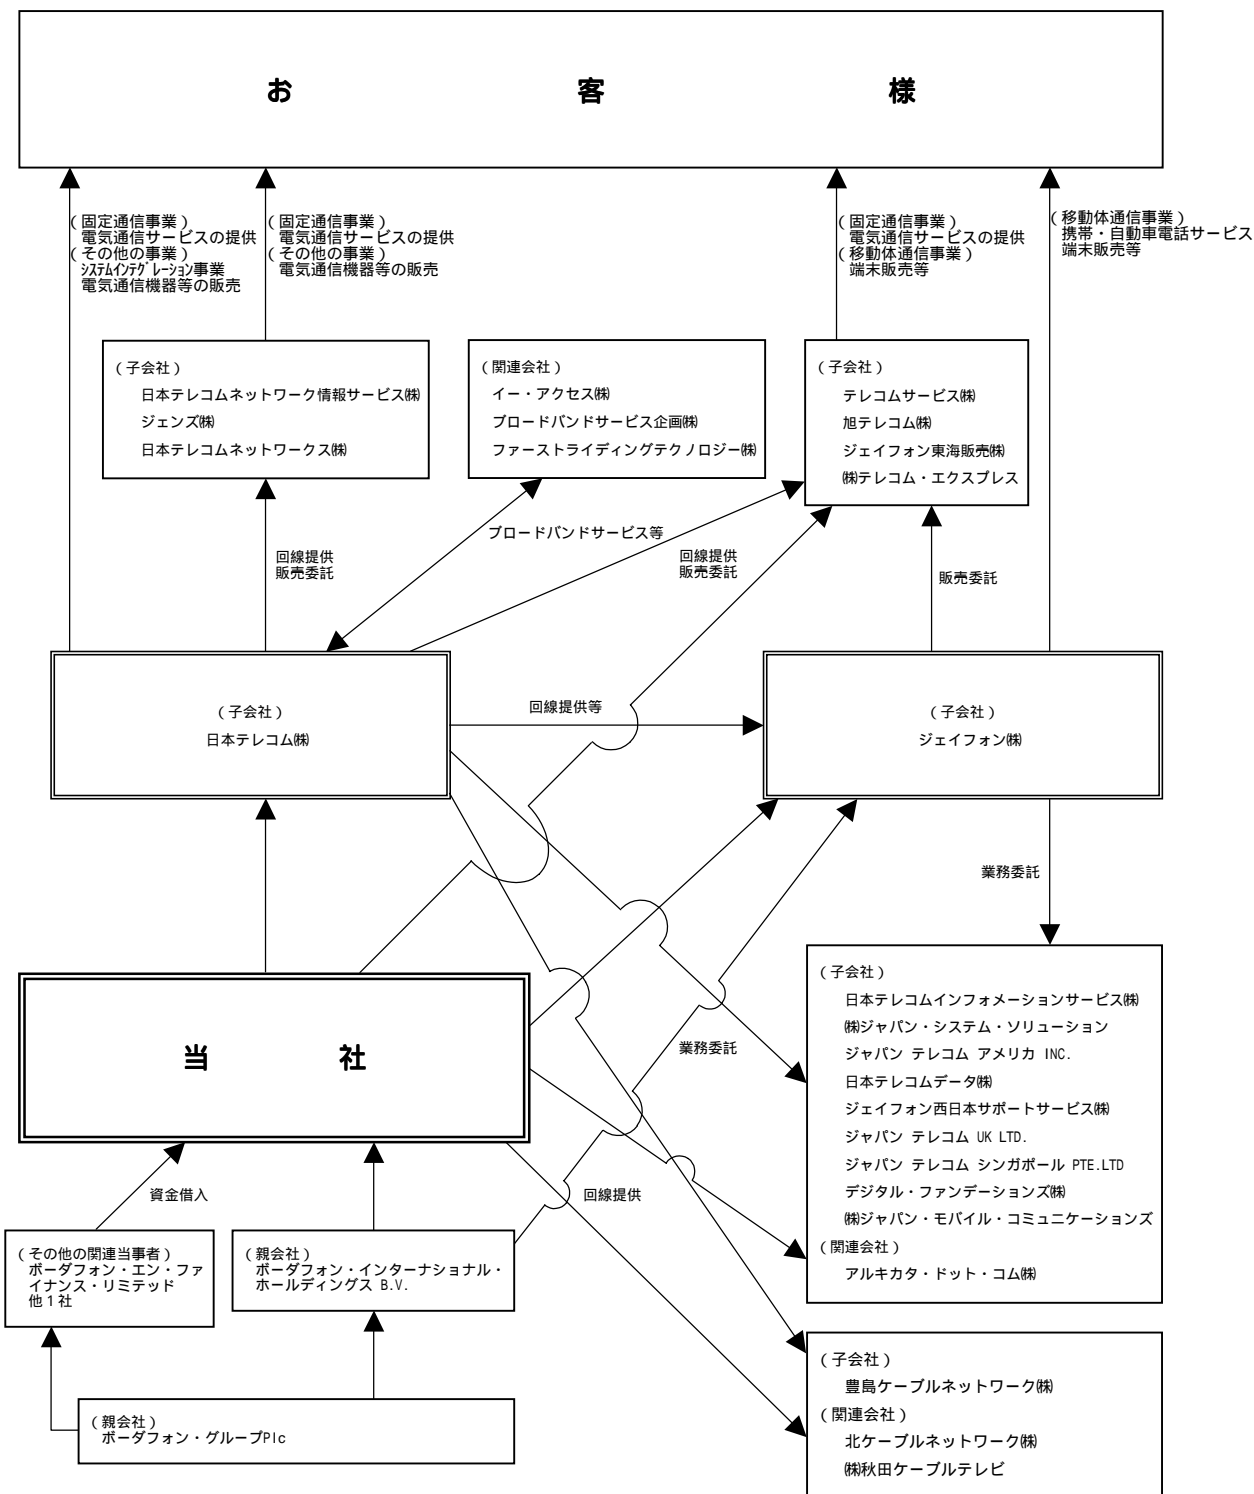 お客様
(固定通信事業)
電気通信サービスの提供
(その他の事業)
システムインテグレーション事業
電気通信機器等の販売
(固定通信事業)
電気通信サービスの提供
(その他の事業)
電気通信機器等の販売
(固定通信事業)
電気通信サービスの提供
(移動体通信事業)
端末販売等
(移動体通信事業)
携帯・自動車電話サービス
端末販売等
(子会社)
日本テレコムネットワーク情報サービス㈱
ジェンズ㈱
日本テレコムネットワークス㈱
(関連会社)
イー・アクセス㈱
ブロードバンドサービス企画㈱
ファーストライディングテクノロジー㈱
(子会社)
テレコムサービス㈱
旭テレコム㈱
ジェイフォン東海販売㈱
㈱テレコム・エクスプレス
回線提供
販売委託
ブロードバンドサービス等
回線提供
販売委託
販売委託
(子会社)
日本テレコム㈱
回線提供等
(子会社)
ジェイフォン㈱
業務委託
当社
業務委託
(子会社)
日本テレコムインフォメーションサービス㈱
㈱ジャパン・システム・ソリューション
ジャパン テレコム アメリカ INC.
日本テレコムデータ㈱
ジェイフォン西日本サポートサービス㈱
ジャパン テレコム UK LTD.
ジャパン テレコム シンガポール PTE.LTD
デジタル・ファンデーションズ㈱
㈱ジャパン・モバイル・コミュニケーションズ
(関連会社)
アルキカタ・ドット・コム㈱
資金借入
回線提供
(その他の関連当事者)
ボーダフォン・エン・ファ
イナンス・リミテッド
他1社
(親会社)
ボーダフォン・インターナショナル・
ホールディングス B.V.
(親会社)
ボーダフォン・グループPlc
(子会社)
豊島ケーブルネットワーク㈱
(関連会社)
北ケーブルネットワーク㈱
㈱秋田ケーブルテレビ